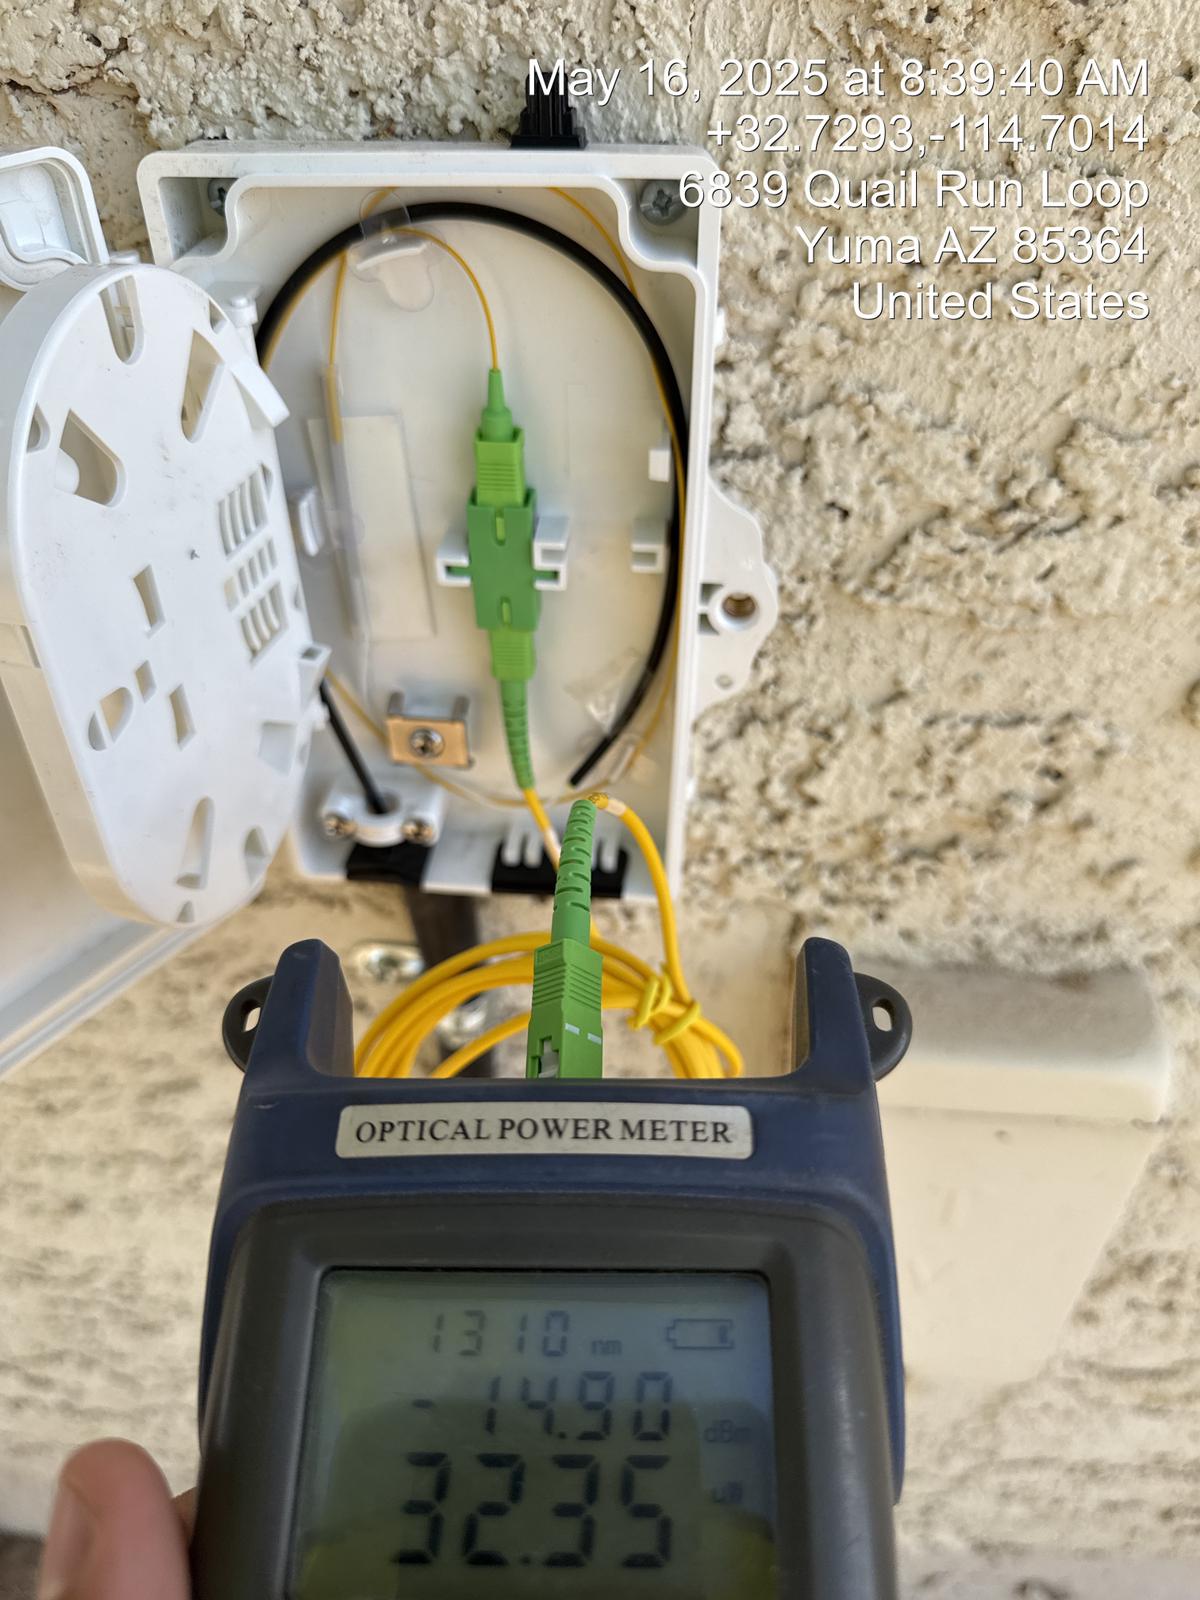 May 16, 2025 at 8:39:40 AM
+32.7293,-114.7014
6839 Quail Run Loop
Yuma AZ 85364
United States
OPTICAL POWER METER
1310 nm
-14.90 dBm
32.35 uW